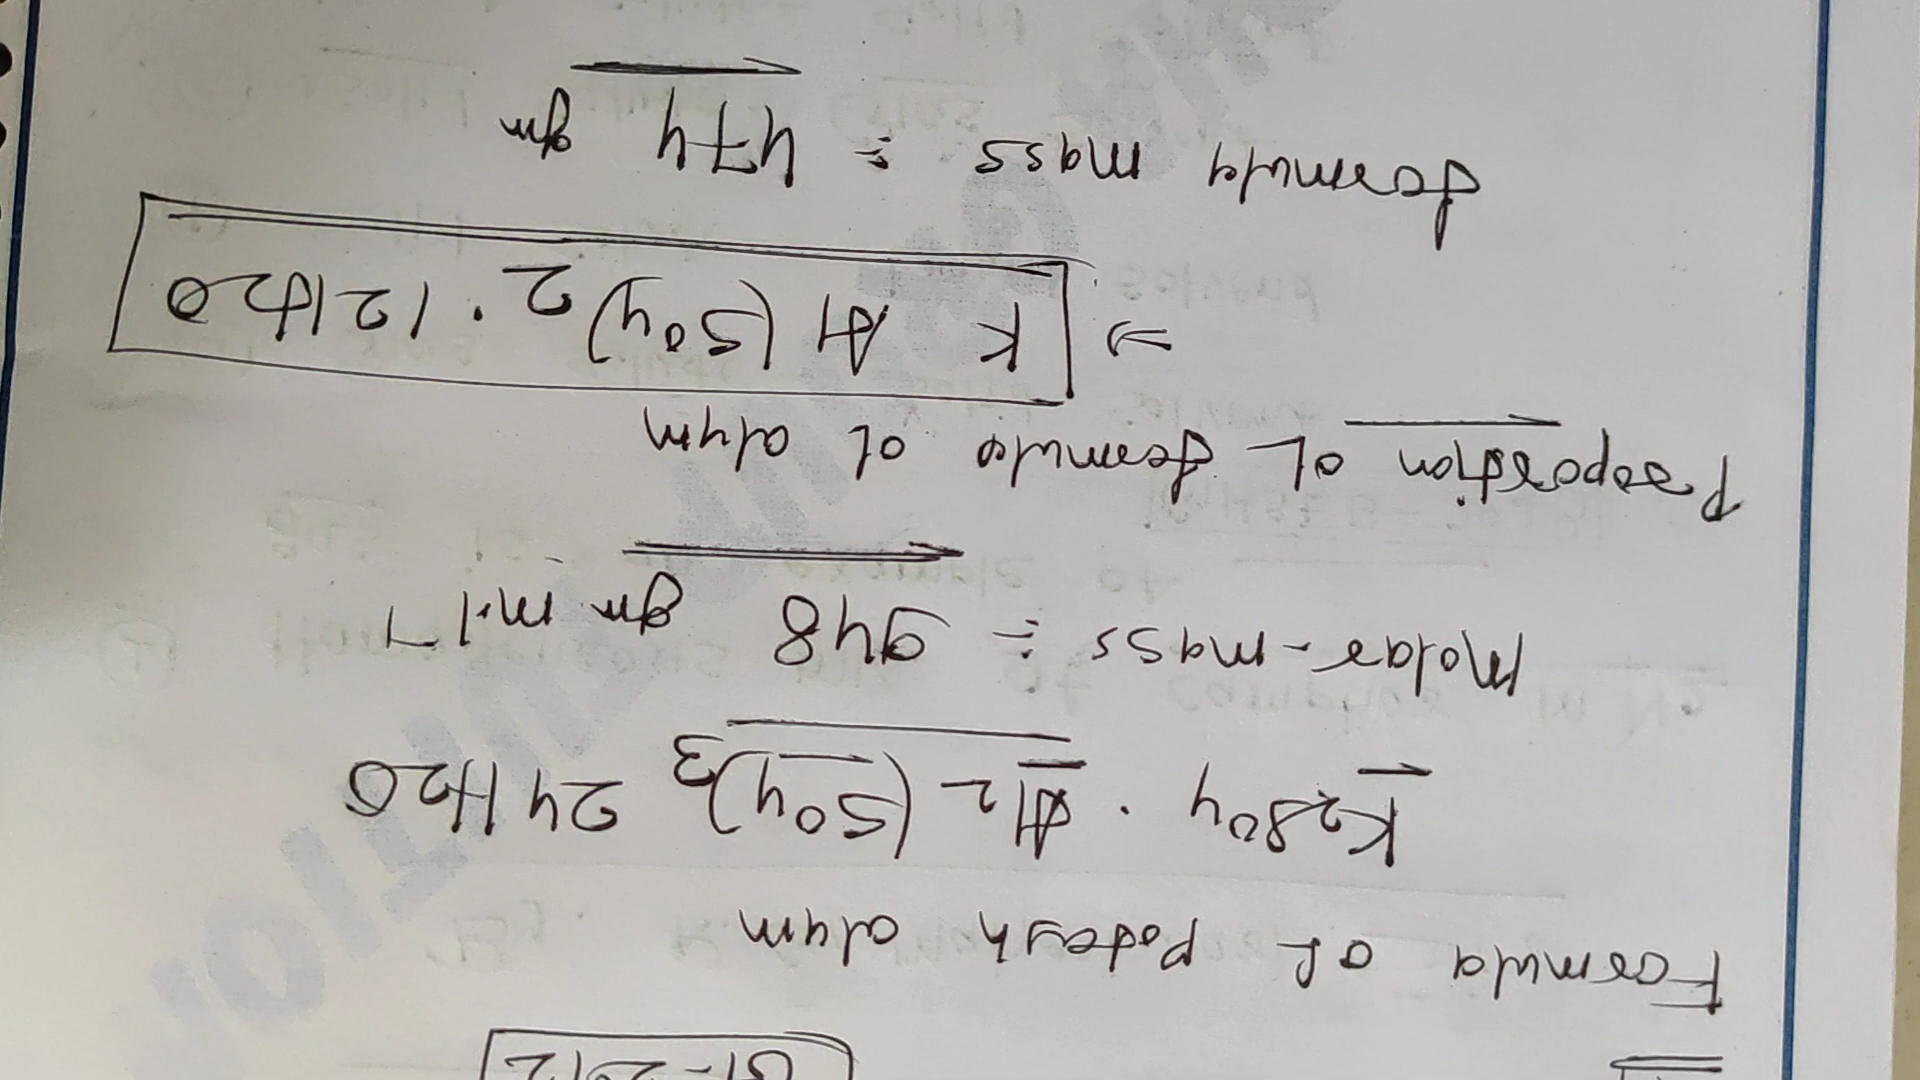 Formula of Potash alum
K2SO4 . Al2 (SO4)3 24H2O
Molar-mass = 948 gm mol-1
Proportion of formula of alum
⇒ K Al (SO4)2 . 12H2O
formula mass = 474 gm